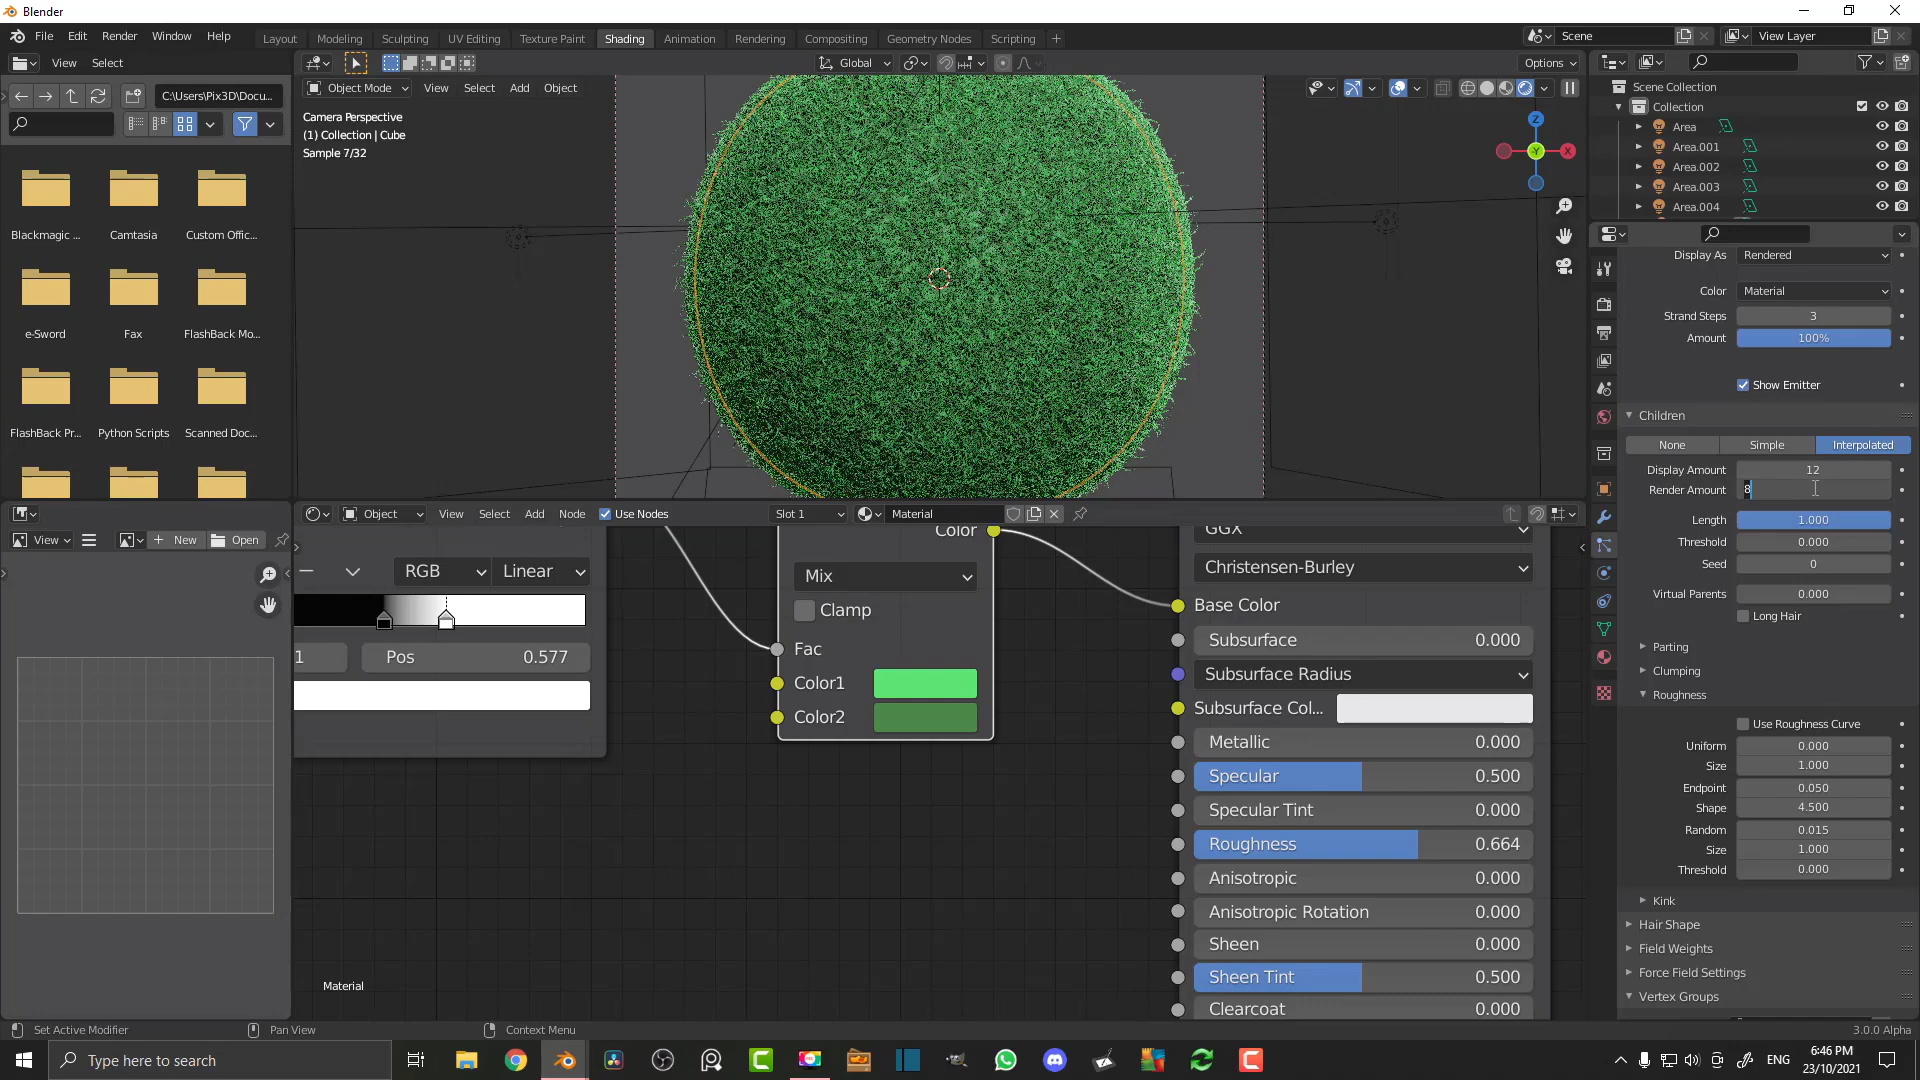 Blender
File Edit Render Window Help
Layout Modeling Sculpting UV Editing Texture Paint Shading Animation Rendering Compositing Geometry Nodes Scripting
Scene View Layer
View Select
Global
Options
C:\Users\Pix3D\Docu...
Object Mode View Select Add Object
Camera Perspective
(1) Collection | Cube
Sample 7/32
Z
Y
X
Scene Collection
Collection
Area
Area.001
Area.002
Area.003
Area.004
Blackmagic ...
Camtasia
Custom Offic...
e-Sword
Fax
FlashBack Mo...
FlashBack Pr...
Python Scripts
Scanned Doc...
Display As Rendered
Color Material
Strand Steps 3
Amount 100%
Show Emitter
Children
None Simple Interpolated
Display Amount 12
Render Amount 8
Length 1.000
Threshold 0.000
Seed 0
Virtual Parents 0.000
Long Hair
Parting
Clumping
Roughness
Use Roughness Curve
Uniform 0.000
Size 1.000
Endpoint 0.050
Shape 4.500
Random 0.015
Size 1.000
Threshold 0.000
Kink
Hair Shape
Field Weights
Force Field Settings
Vertex Groups
View New Open
Object View Select Add Node Use Nodes Slot 1 Material
RGB Linear
1 Pos 0.577
Color
Mix
Clamp
Fac
Color1
Color2
GGX
Christensen-Burley
Base Color
Subsurface 0.000
Subsurface Radius
Subsurface Col...
Metallic 0.000
Specular 0.500
Specular Tint 0.000
Roughness 0.664
Anisotropic 0.000
Anisotropic Rotation 0.000
Sheen 0.000
Sheen Tint 0.500
Clearcoat 0.000
Material
Set Active Modifier Pan View Context Menu 3.0.0 Alpha
Type here to search
ENG
6:46 PM
23/10/2021